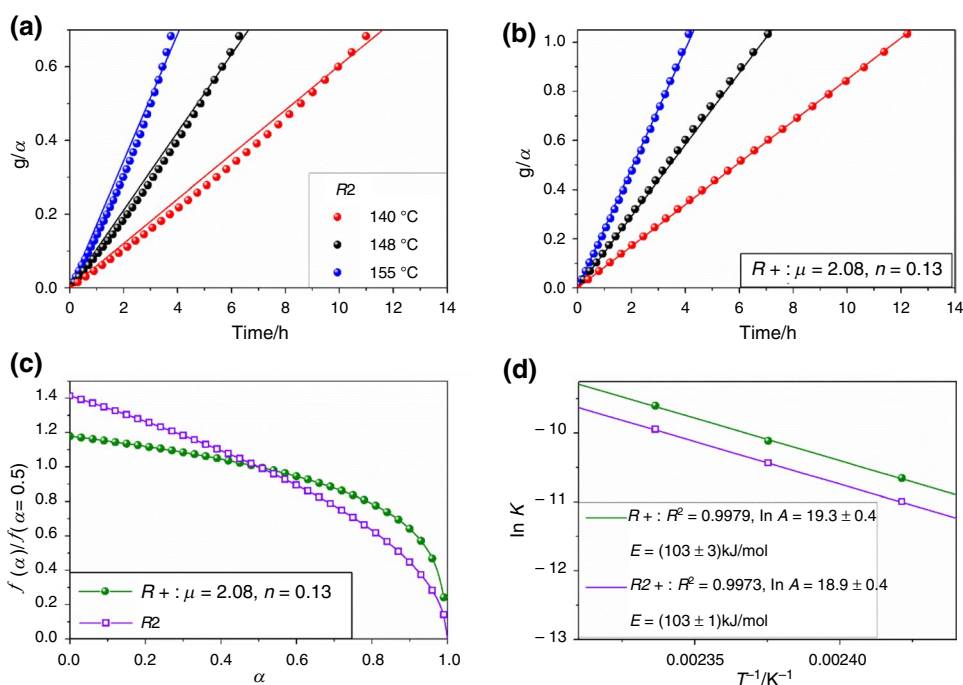 (a)
g/α
0.6
0.4
0.2
0.0
R2
140 °C
148 °C
155 °C
0 2 4 6 8 10 12 14
Time/h
(b)
g/α
1.0
0.8
0.6
0.4
0.2
0.0
R + : μ = 2.08, n = 0.13
0 2 4 6 8 10 12 14
Time/h
(c)
f (α)/f(α= 0.5)
1.4
1.2
1.0
0.8
0.6
0.4
0.2
0.0
R + : μ = 2.08, n = 0.13
R2
0.0 0.2 0.4 0.6 0.8 1.0
α
(d)
ln K
– 10
– 11
– 13
R + : R² = 0.9979, ln A = 19.3 ± 0.4
E = (103 ± 3)kJ/mol
R2 + : R² = 0.9973, ln A = 18.9 ± 0.4
E = (103 ± 1)kJ/mol
0.00235 0.00240
T⁻¹/K⁻¹